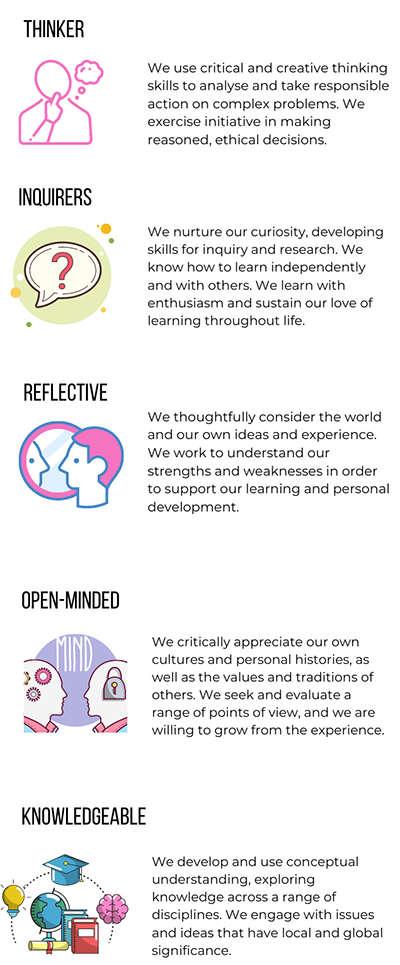 THINKER
We use critical and creative thinking
skills to analyse and take responsible
action on complex problems. We
exercise initiative in making
reasoned, ethical decisions.
INQUIRERS
?
We nurture our curiosity, developing
skills for inquiry and research. We
know how to learn independently
and with others. We learn with
enthusiasm and sustain our love of
learning throughout life.
REFLECTIVE
We thoughtfully consider the world
and our own ideas and experience.
We work to understand our
strengths and weaknesses in order
to support our learning and personal
development.
OPEN-MINDED
MIND
We critically appreciate our own
cultures and personal histories, as
well as the values and traditions of
others. We seek and evaluate a
range of points of view, and we are
willing to grow from the experience.
KNOWLEDGEABLE
We develop and use conceptual
understanding, exploring
knowledge across a range of
disciplines. We engage with issues
and ideas that have local and global
significance.